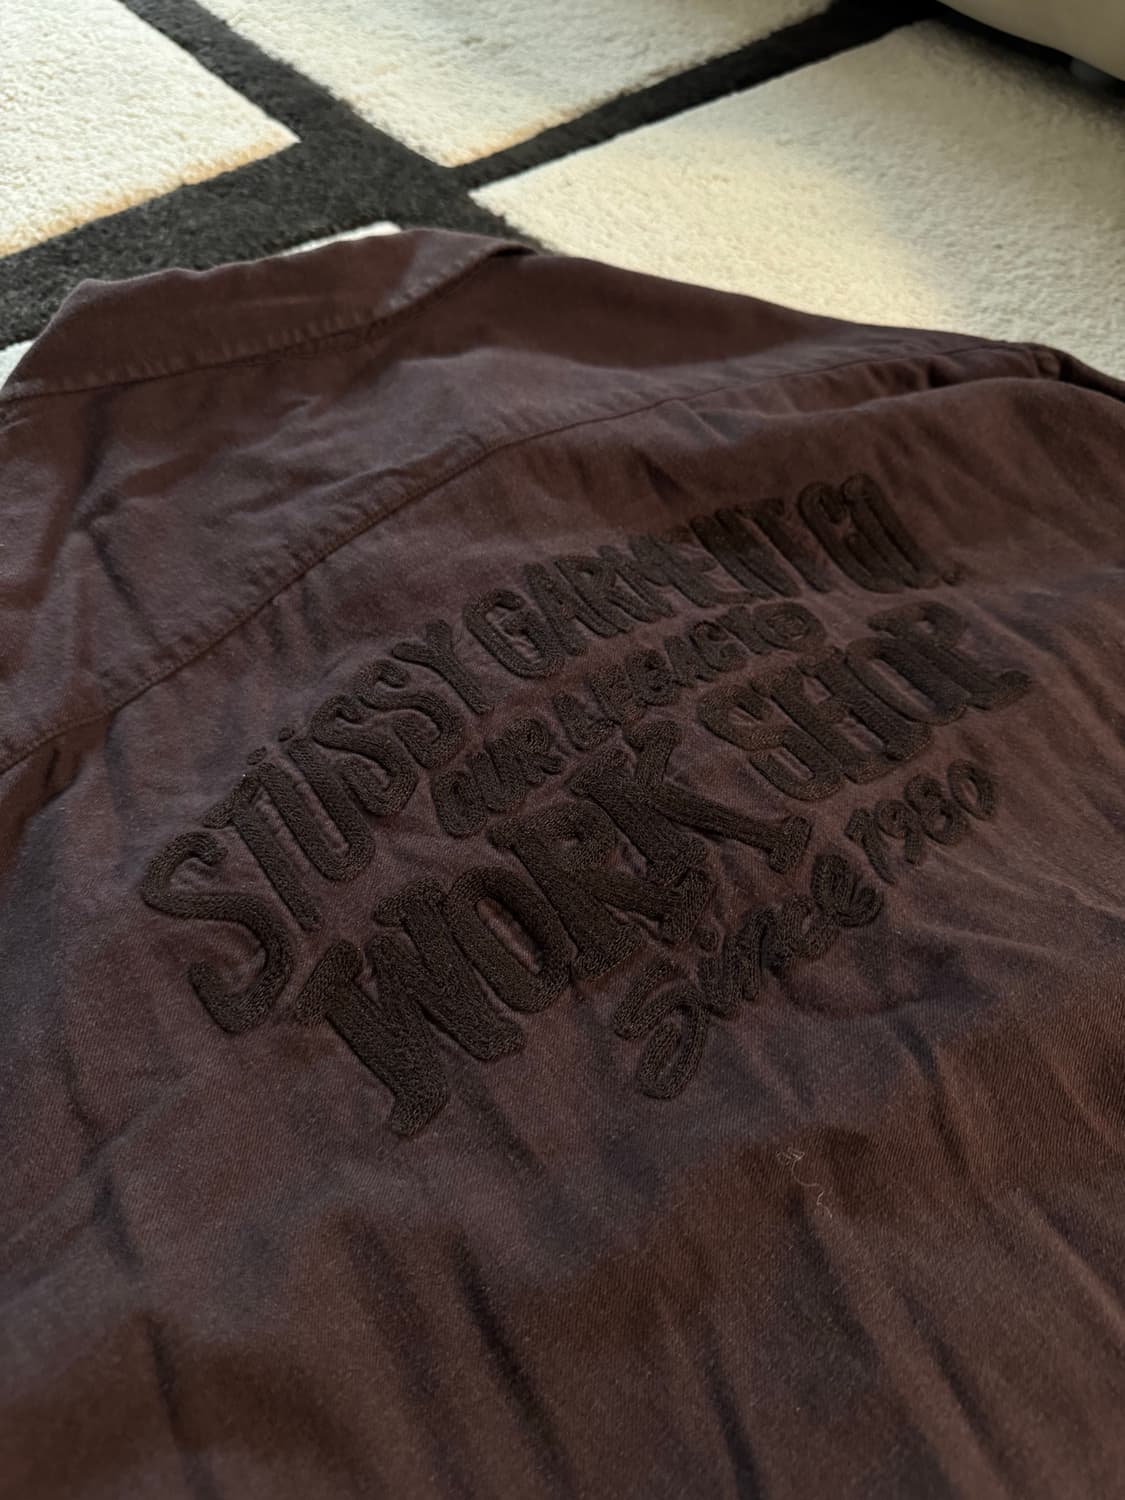 STÜSSY GARMENT CO.
OUR LEGACY
WORK SHOP
Since 1980